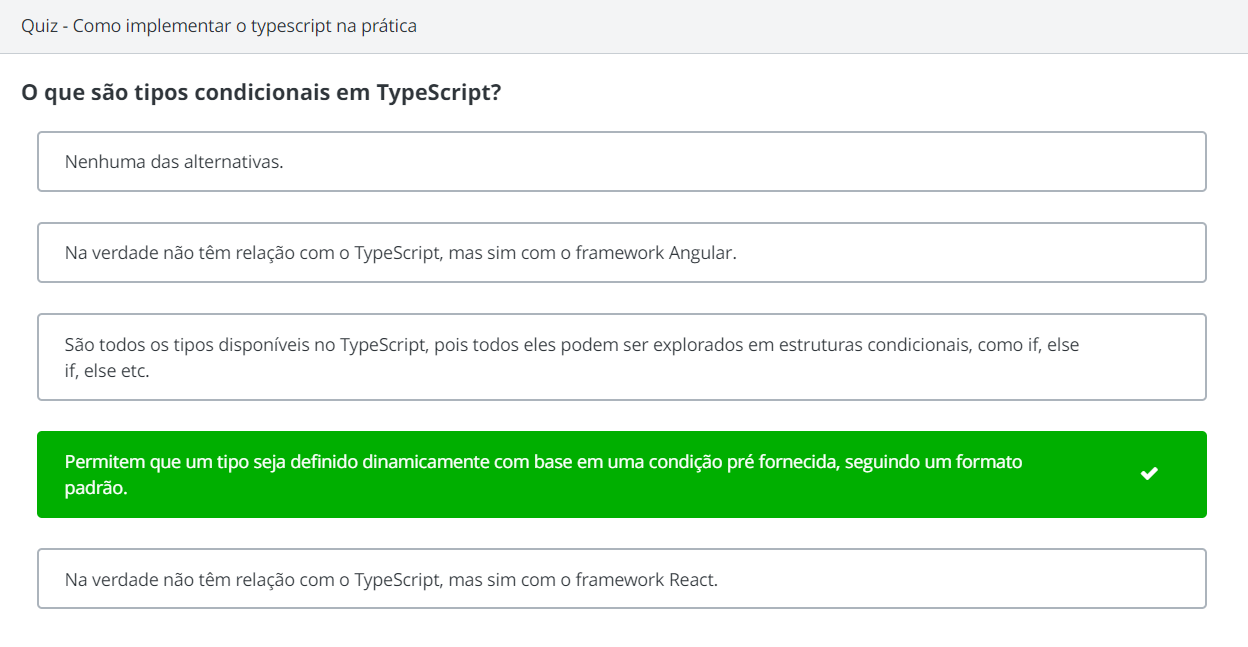 Quiz - Como implementar o typescript na prática
O que são tipos condicionais em TypeScript?
Nenhuma das alternativas.
Na verdade não têm relação com o TypeScript, mas sim com o framework Angular.
São todos os tipos disponíveis no TypeScript, pois todos eles podem ser explorados em estruturas condicionais, como if, else
if, else etc.
Permitem que um tipo seja definido dinamicamente com base em uma condição pré fornecida, seguindo um formato
padrão.
Na verdade não têm relação com o TypeScript, mas sim com o framework React.